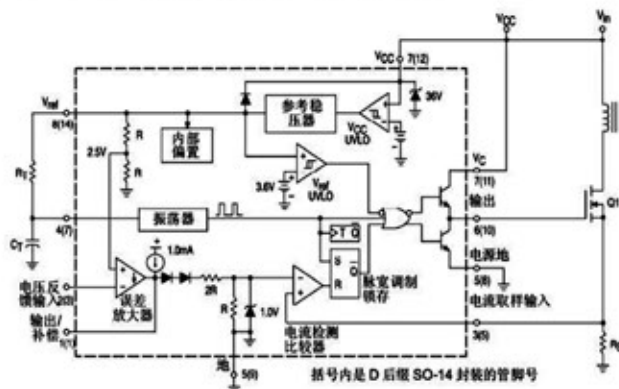 Vcc
Vin
Vcc 7(12)
Vref
8(14)
R
2.5V
R
内部
偏置
参考稳
压器
36V
Vcc
UVLO
3.6V
Vref
UVLO
RT
4(7)
振荡器
CT
1.0mA
T Q
S
Q
R
脉宽调制
锁存
VC
7(11)
输出
6(10)
Q1
电源地
5(8)
电流取样输入
3(5)
电压反
馈输入 2(3)
误差
放大器
2R
R
1.0V
电流检测
比较器
输出/
补偿
1(1)
地
5(9)
括号内是 D 后缀 SO-14 封装的管脚号